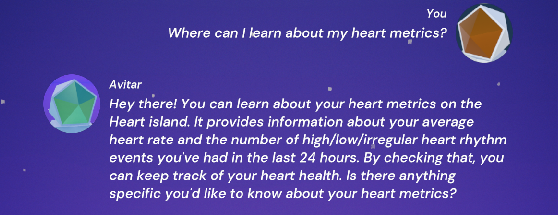 You
Where can I learn about my heart metrics?
Avitar
Hey there! You can learn about your heart metrics on the
Heart island. It provides information about your average
heart rate and the number of high/low/irregular heart rhythm
events you've had in the last 24 hours. By checking that, you
can keep track of your heart health. Is there anything
specific you'd like to know about your heart metrics?